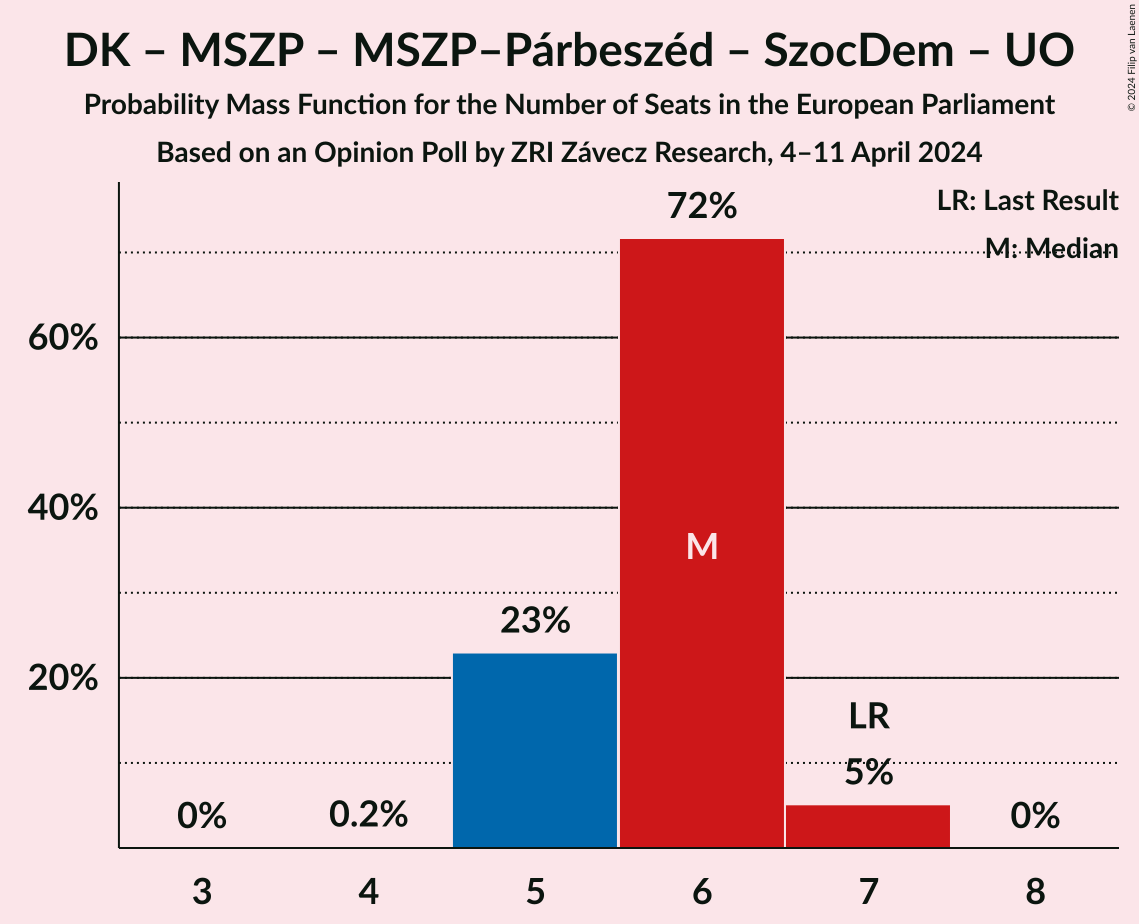 DK – MSZP – MSZP–Párbeszéd – SzocDem – UO
Probability Mass Function for the Number of Seats in the European Parliament
Based on an Opinion Poll by ZRI Závecz Research, 4–11 April 2024
© 2024 Filip van Laenen
LR: Last Result
M: Median
72%
60%
40%
M
23%
20%
LR
5%
0%
0.2%
0%
3 4 5 6 7 8